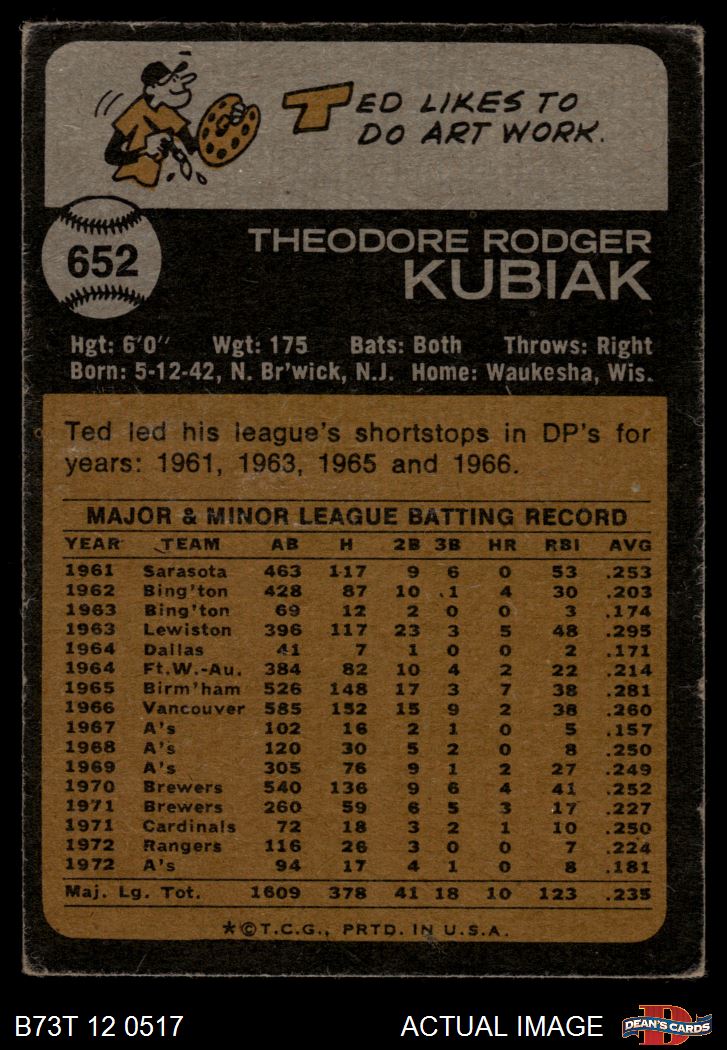 TED LIKES TO
DO ART WORK.
652
THEODORE RODGER
KUBIAK
Hgt: 6'0" Wgt: 175 Bats: Both Throws: Right
Born: 5-12-42, N. Br'wick, N.J. Home: Waukesha, Wis.
Ted led his league's shortstops in DP's for
years: 1961, 1963, 1965 and 1966.
MAJOR & MINOR LEAGUE BATTING RECORD
YEAR TEAM AB H 2B 3B HR RBI AVG
1961 Sarasota 463 117 9 6 0 53 .253
1962 Bing'ton 428 87 10 1 4 30 .203
1963 Bing'ton 69 12 2 0 0 3 .174
1963 Lewiston 396 117 23 3 5 48 .295
1964 Dallas 41 7 1 0 0 2 .171
1964 Ft.W.-Au. 384 82 10 4 2 22 .214
1965 Birm'ham 526 148 17 3 7 38 .281
1966 Vancouver 585 152 15 9 2 38 .260
1967 A's 102 16 2 1 0 5 .157
1968 A's 120 30 5 2 0 8 .250
1969 A's 305 76 9 1 2 27 .249
1970 Brewers 540 136 9 6 4 41 .252
1971 Brewers 260 59 6 5 3 17 .227
1971 Cardinals 72 18 3 2 1 10 .250
1972 Rangers 116 26 3 0 0 7 .224
1972 A's 94 17 4 1 0 8 .181
Maj. Lg. Tot. 1609 378 41 18 10 123 .235
★©T.C.G., PRTD. IN U.S.A.
B73T 12 0517 ACTUAL IMAGE D DEAN'S CARDS